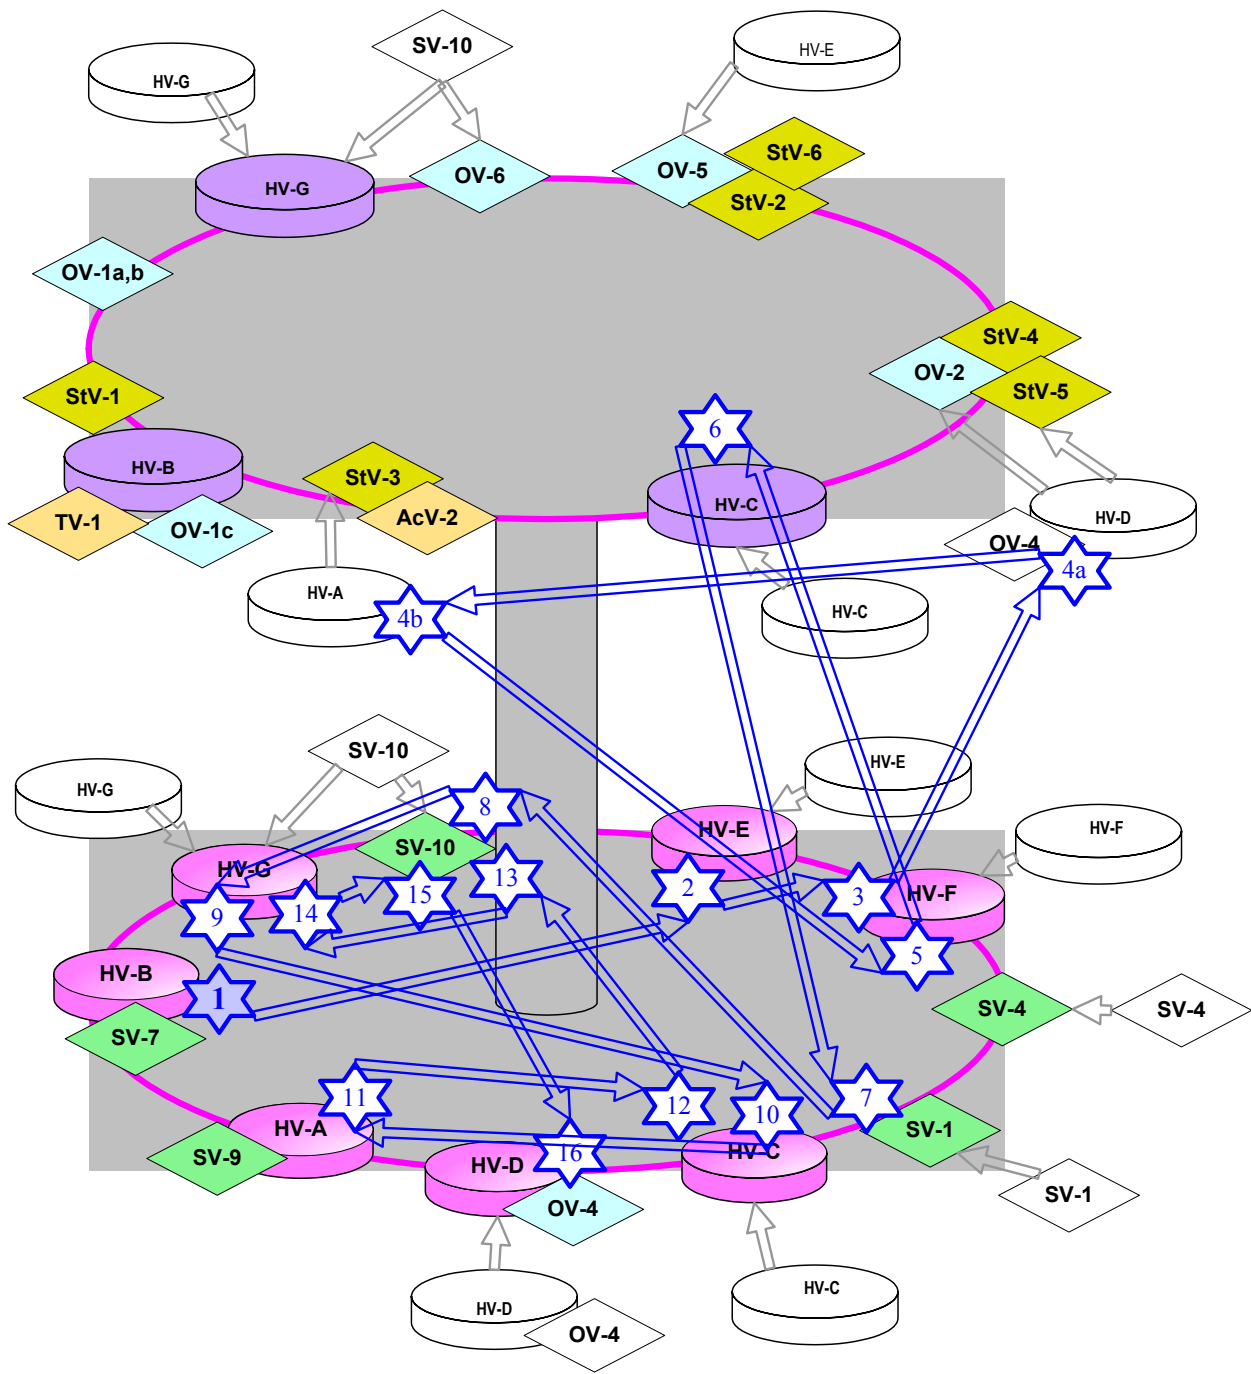 SV-10
HV-E
HV-G
StV-6
OV-5
OV-6
HV-G
StV-2
OV-1a,b
StV-4
OV-2
StV-5
StV-1
6
HV-B
StV-3
HV-C
TV-1
OV-1c
AcV-2
HV-D
OV-4
4a
HV-A
4b
HV-C
SV-10
HV-E
HV-G
8
HV-E
HV-F
SV-10
HV-G
13
2
3
HV-F
15
14
9
5
HV-B
1
SV-4
SV-4
SV-7
11
7
12
10
HV-A
SV-1
SV-9
HV-D
16
HV-C
SV-1
OV-4
HV-C
HV-D
OV-4